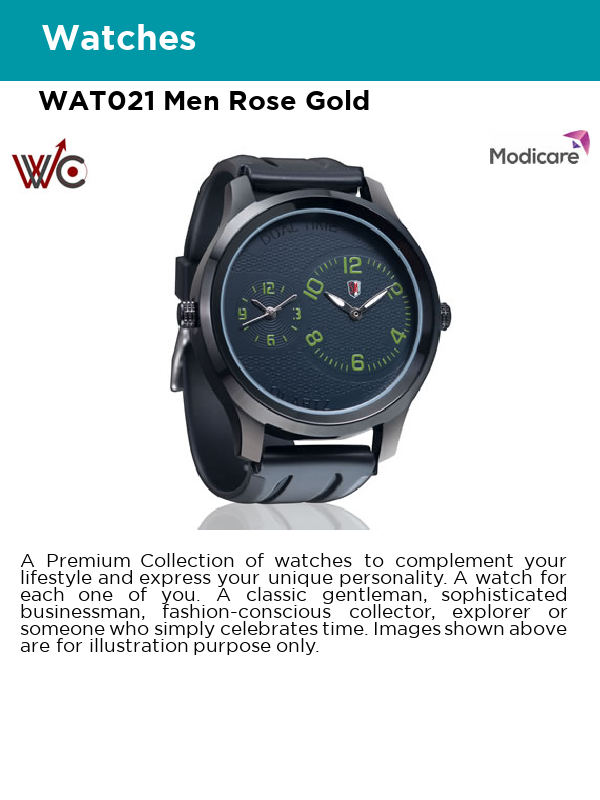 Watches
WAT021 Men Rose Gold
WC
Modicare
DUAL TIME
12
10
2
8
4
6
12
9
3
6
A Premium Collection of watches to complement your
lifestyle and express your unique personality. A watch for
each one of you. A classic gentleman, sophisticated
businessman, fashion-conscious collector, explorer or
someone who simply celebrates time. Images shown above
are for illustration purpose only.